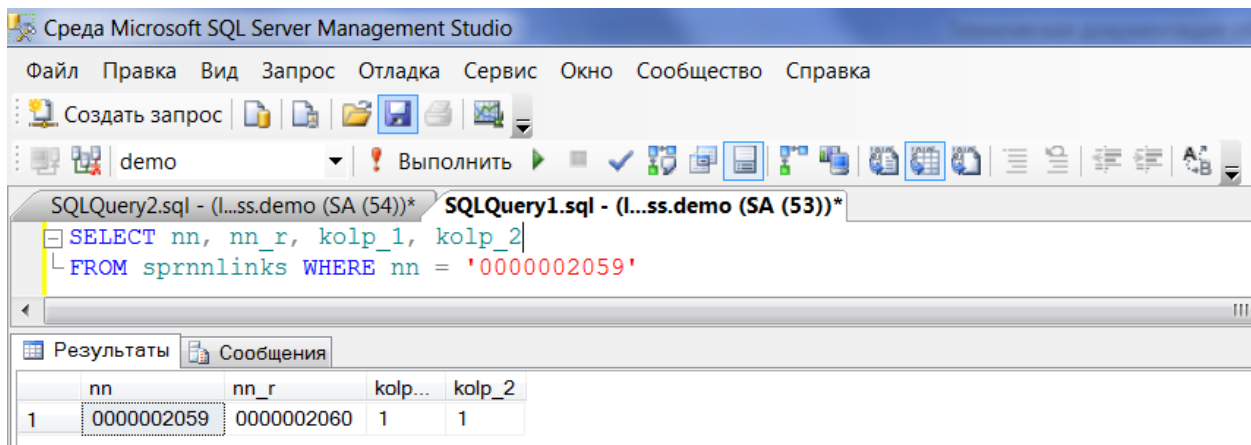 Среда Microsoft SQL Server Management Studio
Файл Правка Вид Запрос Отладка Сервис Окно Сообщество Справка
Создать запрос
demo Выполнить
SQLQuery2.sql - (l...ss.demo (SA (54))* SQLQuery1.sql - (l...ss.demo (SA (53))*
SELECT nn, nn_r, kolp_1, kolp_2
FROM sprnnlinks WHERE nn = '0000002059'
Результаты Сообщения
nn nn_r kolp... kolp_2
1 0000002059 0000002060 1 1